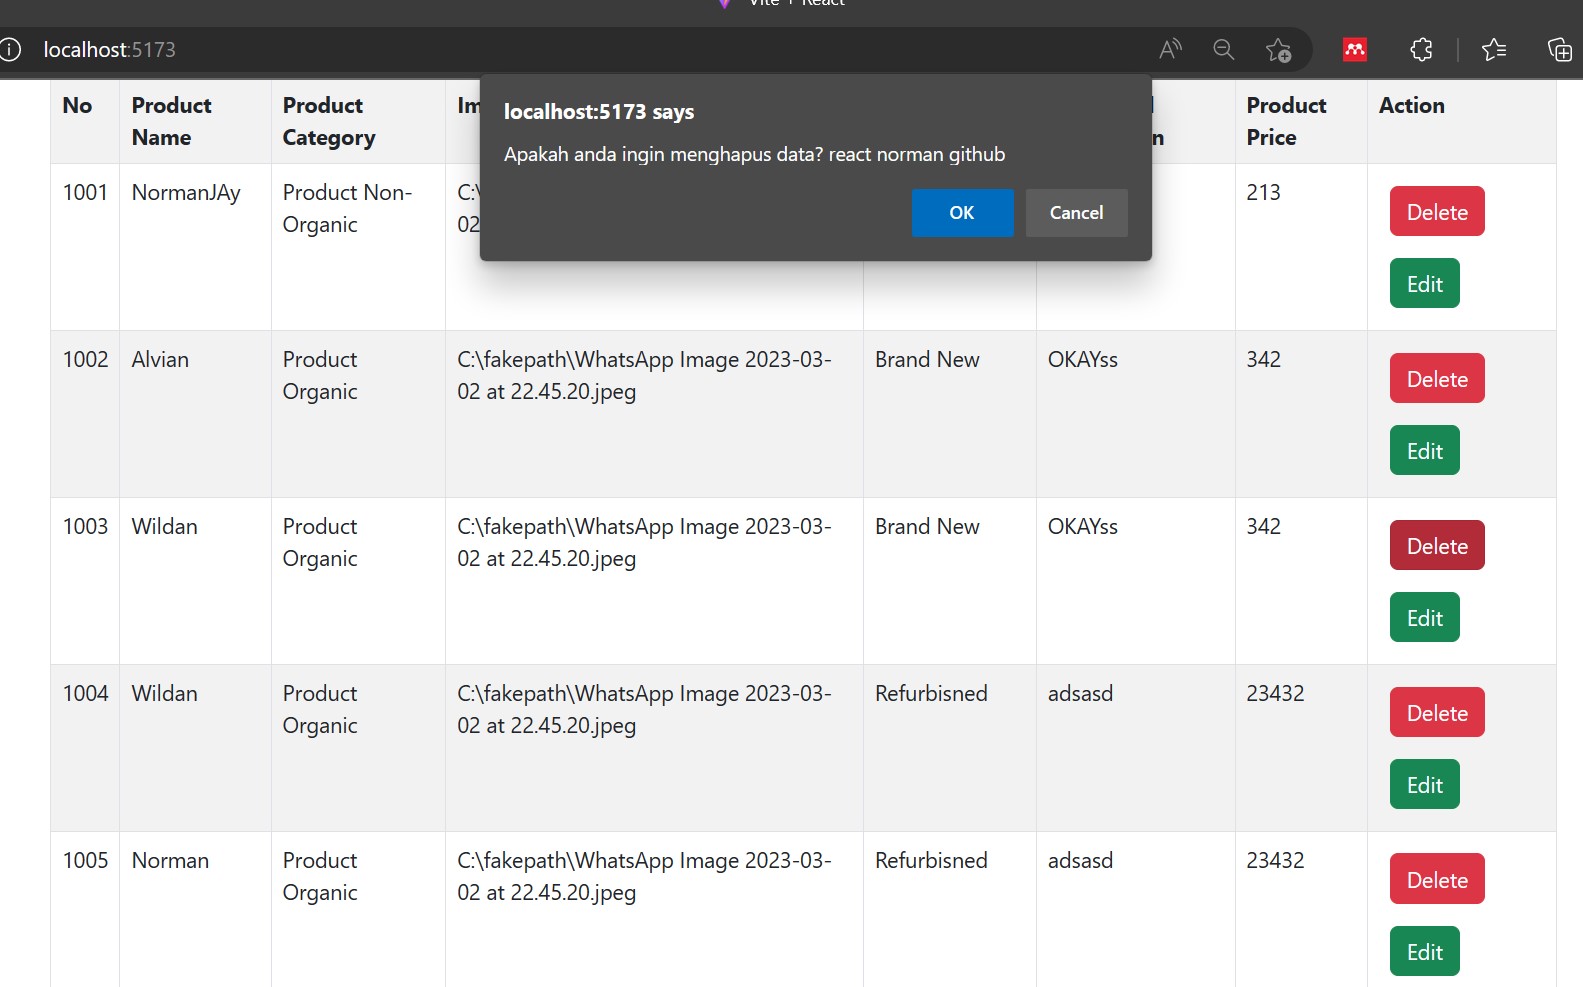 Vite + React
localhost:5173
localhost:5173 says
Apakah anda ingin menghapus data? react norman github
OK Cancel
No Product Product Product Action
Name Category Price
1001 NormanJAy Product Non- 213 Delete
Organic 02
Edit
1002 Alvian Product C:\fakepath\WhatsApp Image 2023-03- Brand New OKAYss 342 Delete
Organic 02 at 22.45.20.jpeg
Edit
1003 Wildan Product C:\fakepath\WhatsApp Image 2023-03- Brand New OKAYss 342 Delete
Organic 02 at 22.45.20.jpeg
Edit
1004 Wildan Product C:\fakepath\WhatsApp Image 2023-03- Refurbisned adsasd 23432 Delete
Organic 02 at 22.45.20.jpeg
Edit
1005 Norman Product C:\fakepath\WhatsApp Image 2023-03- Refurbisned adsasd 23432 Delete
Organic 02 at 22.45.20.jpeg
Edit